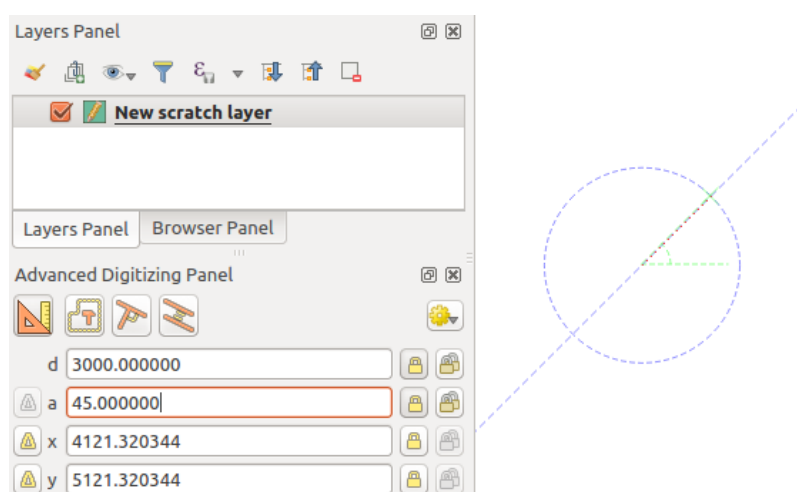 Layers Panel
New scratch layer
Layers Panel
Browser Panel
Advanced Digitizing Panel
d 3000.000000
a 45.000000
x 4121.320344
y 5121.320344